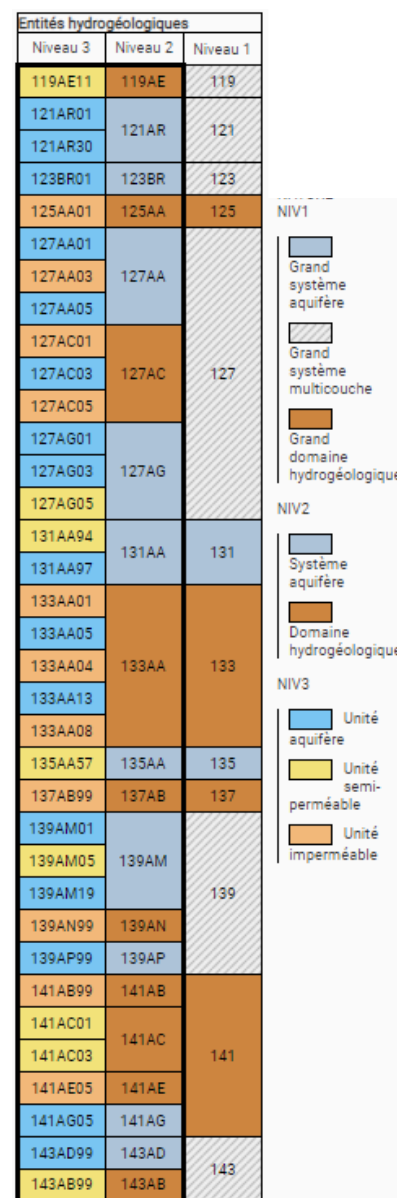 Entités hydrogéologiques
Niveau 3 Niveau 2 Niveau 1
119AE11 119AE 119
121AR01 121AR 121
121AR30
123BR01 123BR 123
125AA01 125AA 125
127AA01 127AA 127
127AA03
127AA05
127AC01 127AC
127AC03
127AC05
127AG01 127AG
127AG03
127AG05
131AA94 131AA 131
131AA97
133AA01 133AA 133
133AA05
133AA04
133AA13
133AA08
135AA57 135AA 135
137AB99 137AB 137
139AM01 139AM 139
139AM05
139AM19
139AN99 139AN
139AP99 139AP
141AB99 141AB 141
141AC01 141AC
141AC03
141AE05 141AE
141AG05 141AG
143AD99 143AD 143
143AB99 143AB
NIV1
Grand
système
aquifère
Grand
système
multicouche
Grand
domaine
hydrogéologique
NIV2
Système
aquifère
Domaine
hydrogéologique
NIV3
Unité
aquifère
Unité
semi-
perméable
Unité
imperméable